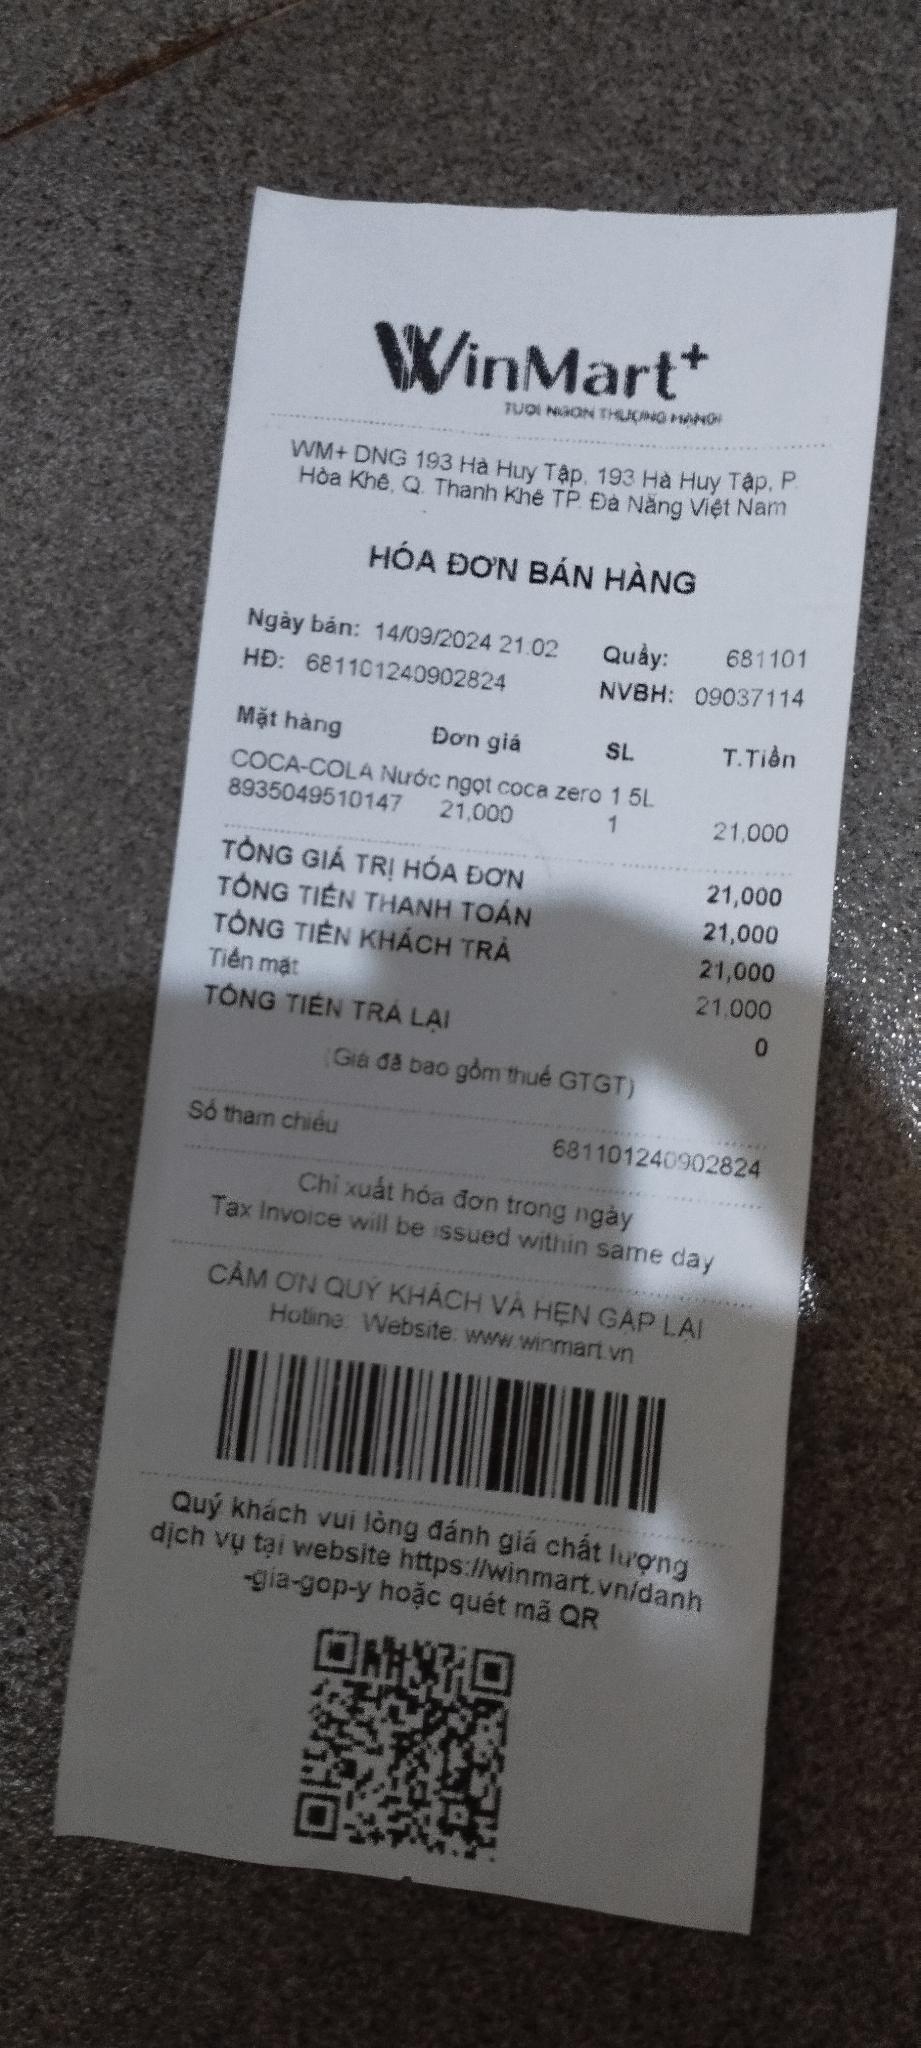 WinMart+
TƯƠI NGON THƯỢNG HẠNG!
WM+ DNG 193 Hà Huy Tập, 193 Hà Huy Tập, P.
Hòa Khê, Q. Thanh Khê TP. Đà Nẵng Việt Nam
HÓA ĐƠN BÁN HÀNG
Ngày bán: 14/09/2024 21:02 Quầy: 681101
HĐ: 681101240902824 NVBH: 09037114
Mặt hàng Đơn giá SL T.Tiền
COCA-COLA Nước ngọt coca zero 1.5L
8935049510147 21,000 1 21,000
TỔNG GIÁ TRỊ HÓA ĐƠN 21,000
TỔNG TIỀN THANH TOÁN 21,000
TỔNG TIỀN KHÁCH TRẢ 21,000
Tiền mặt 21,000
TỔNG TIỀN TRẢ LẠI 0
(Giá đã bao gồm thuế GTGT)
Số tham chiếu 681101240902824
Chỉ xuất hóa đơn trong ngày
Tax Invoice will be issued within same day
CẢM ƠN QUÝ KHÁCH VÀ HẸN GẶP LẠI
Hotline: Website: www.winmart.vn
Quý khách vui lòng đánh giá chất lượng
dịch vụ tại website https://winmart.vn/danh
-gia-gop-y hoặc quét mã QR